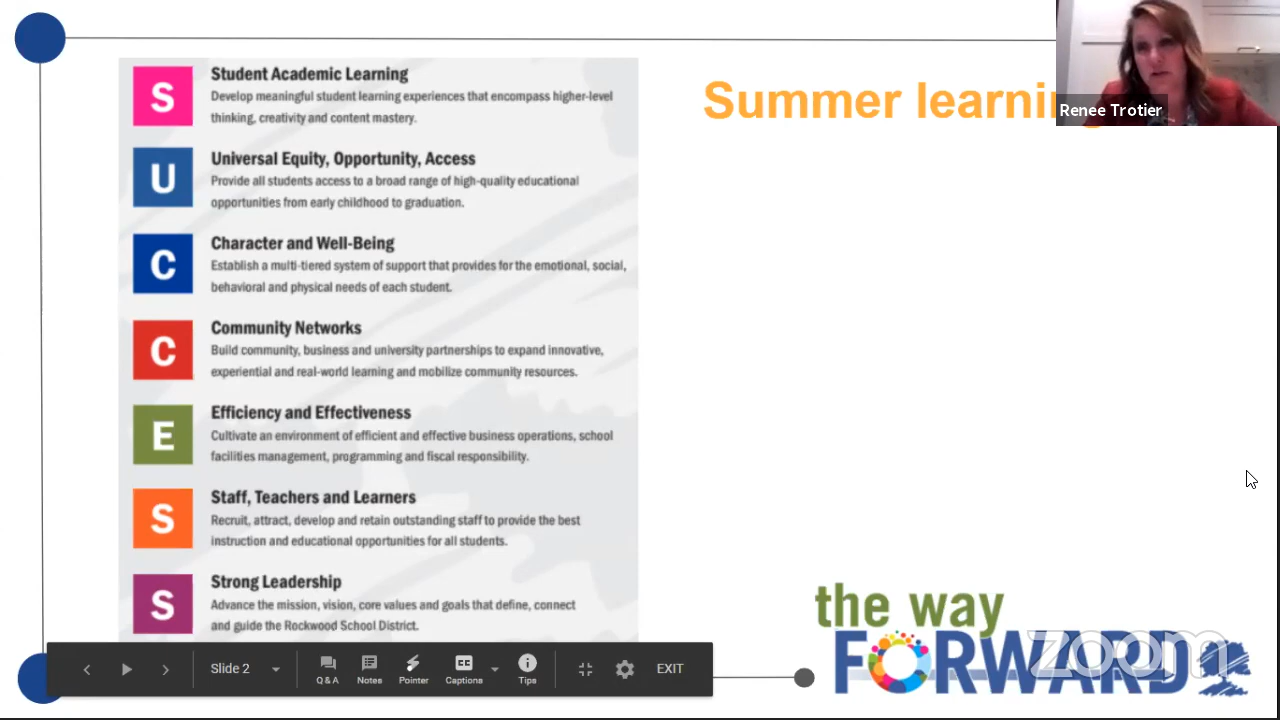 Summer learning
Renee Trotier
S
Student Academic Learning
Develop meaningful student learning experiences that encompass higher-level
thinking, creativity and content mastery.
U
Universal Equity, Opportunity, Access
Provide all students access to a broad range of high-quality educational
opportunities from early childhood to graduation.
C
Character and Well-Being
Establish a multi-tiered system of support that provides for the emotional, social,
behavioral and physical needs of each student.
C
Community Networks
Build community, business and university partnerships to expand innovative,
experiential and real-world learning and mobilize community resources.
E
Efficiency and Effectiveness
Cultivate an environment of efficient and effective business operations, school
facilities management, programming and fiscal responsibility.
S
Staff, Teachers and Learners
Recruit, attract, develop and retain outstanding staff to provide the best
instruction and educational opportunities for all students.
S
Strong Leadership
Advance the mission, vision, core values and goals that define, connect
and guide the Rockwood School District.
the way
FORWARD
zoom
Slide 2
Q & A
Notes
Pointer
CC
Captions
Tips
EXIT